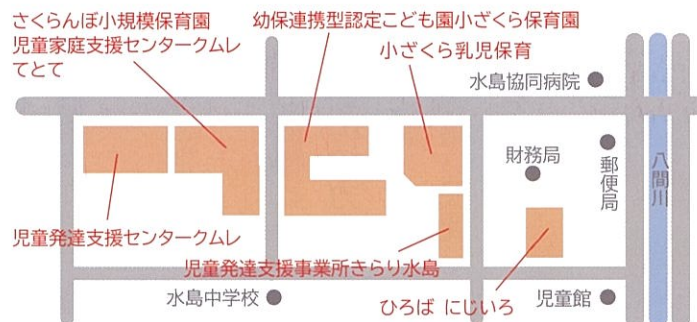 さくらんぼ小規模保育園
児童家庭支援センタークムレ
てとて
幼保連携型認定こども園小ざくら保育園
小ざくら乳児保育
水島協同病院
財務局
郵便局
八間川
児童発達支援センタークムレ
児童発達支援事業所きらり水島
水島中学校
ひろば にじいろ
児童館